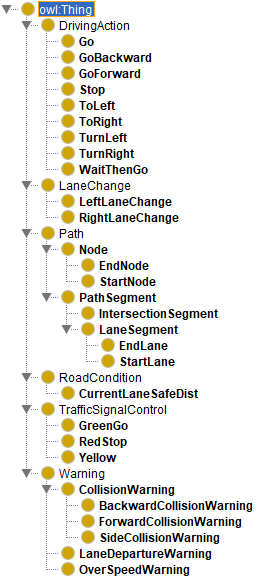 owl:Thing
DrivingAction
Go
GoBackward
GoForward
Stop
ToLeft
ToRight
TurnLeft
TurnRight
WaitThenGo
LaneChange
LeftLaneChange
RightLaneChange
Path
Node
EndNode
StartNode
PathSegment
IntersectionSegment
LaneSegment
EndLane
StartLane
RoadCondition
CurrentLaneSafeDist
TrafficSignalControl
GreenGo
RedStop
Yellow
Warning
CollisionWarning
BackwardCollisionWarning
ForwardCollisionWarning
SideCollisionWarning
LaneDepartureWarning
OverSpeedWarning